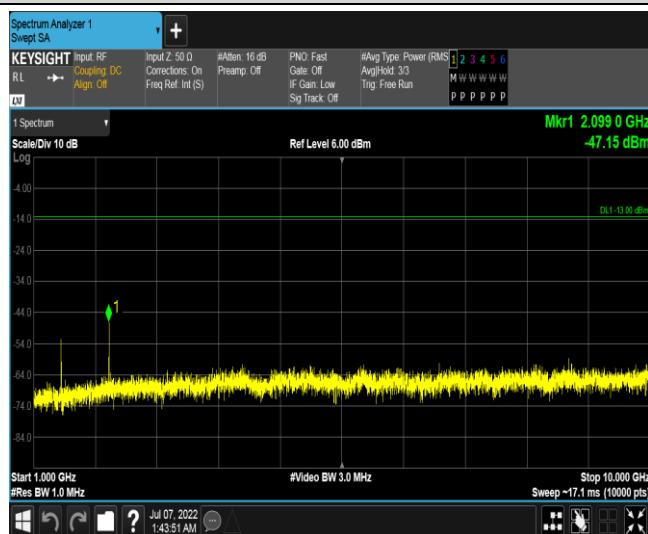 Spectrum Analyzer 1
Swept SA
+
KEYSIGHT
RL
LXI
Input: RF
Coupling: DC
Align: Off
Input Z: 50 Ω
Corrections: On
Freq Ref: Int (S)
#Atten: 16 dB
Preamp: Off
PNO: Fast
Gate: Off
IF Gain: Low
Sig Track: Off
#Avg Type: Power (RMS
Avg|Hold: 3/3
Trig: Free Run
1 2 3 4 5 6
M W W W W W
P P P P P P
1 Spectrum
Scale/Div 10 dB
Log
Ref Level 6.00 dBm
Mkr1 2.099 0 GHz
-47.15 dBm
-4.00
DL1 -13.00 dBm
-14.0
-24.0
-34.0
-44.0
1
-54.0
-64.0
-74.0
-84.0
Start 1.000 GHz
#Res BW 1.0 MHz
#Video BW 3.0 MHz
Stop 10.000 GHz
Sweep ~17.1 ms (10000 pts)
?
Jul 07, 2022
1:43:51 AM